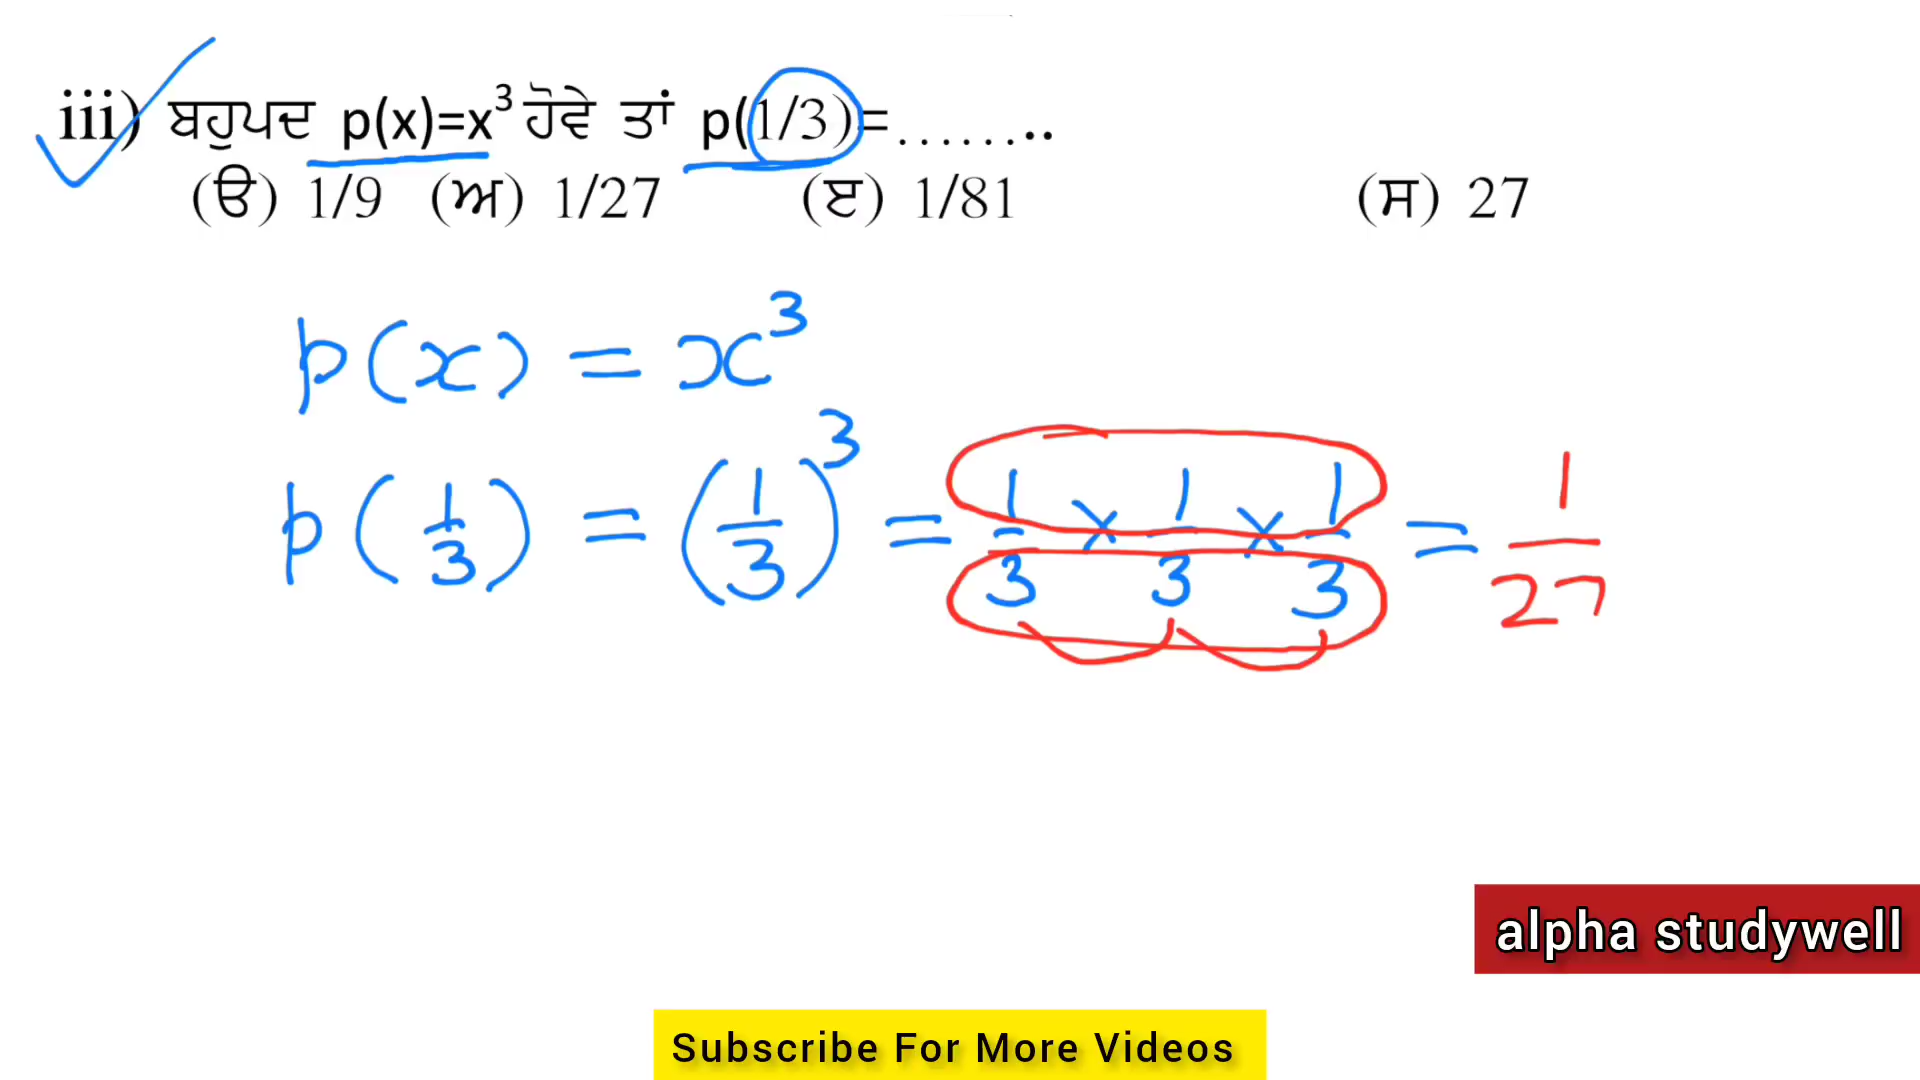 iii) ਬਹੁਪਦ p(x)=x³ ਹੋਵੇ ਤਾਂ p(1/3)=……..
(ੳ) 1/9 (ਅ) 1/27 (ੲ) 1/81 (ਸ) 27
p(x) = x³
p(1/3) = (1/3)³ = 1/3 × 1/3 × 1/3 = 1/27
alpha studywell
Subscribe For More Videos